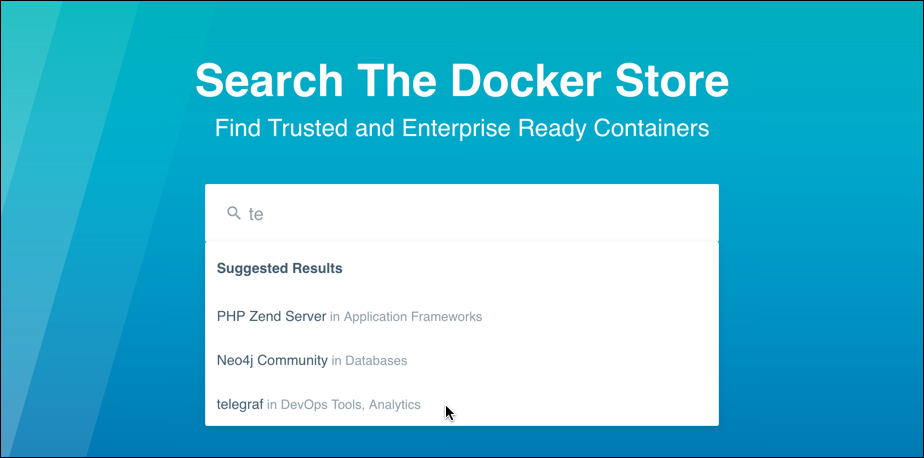 Search The Docker Store
Find Trusted and Enterprise Ready Containers
te
Suggested Results
PHP Zend Server in Application Frameworks
Neo4j Community in Databases
telegraf in DevOps Tools, Analytics